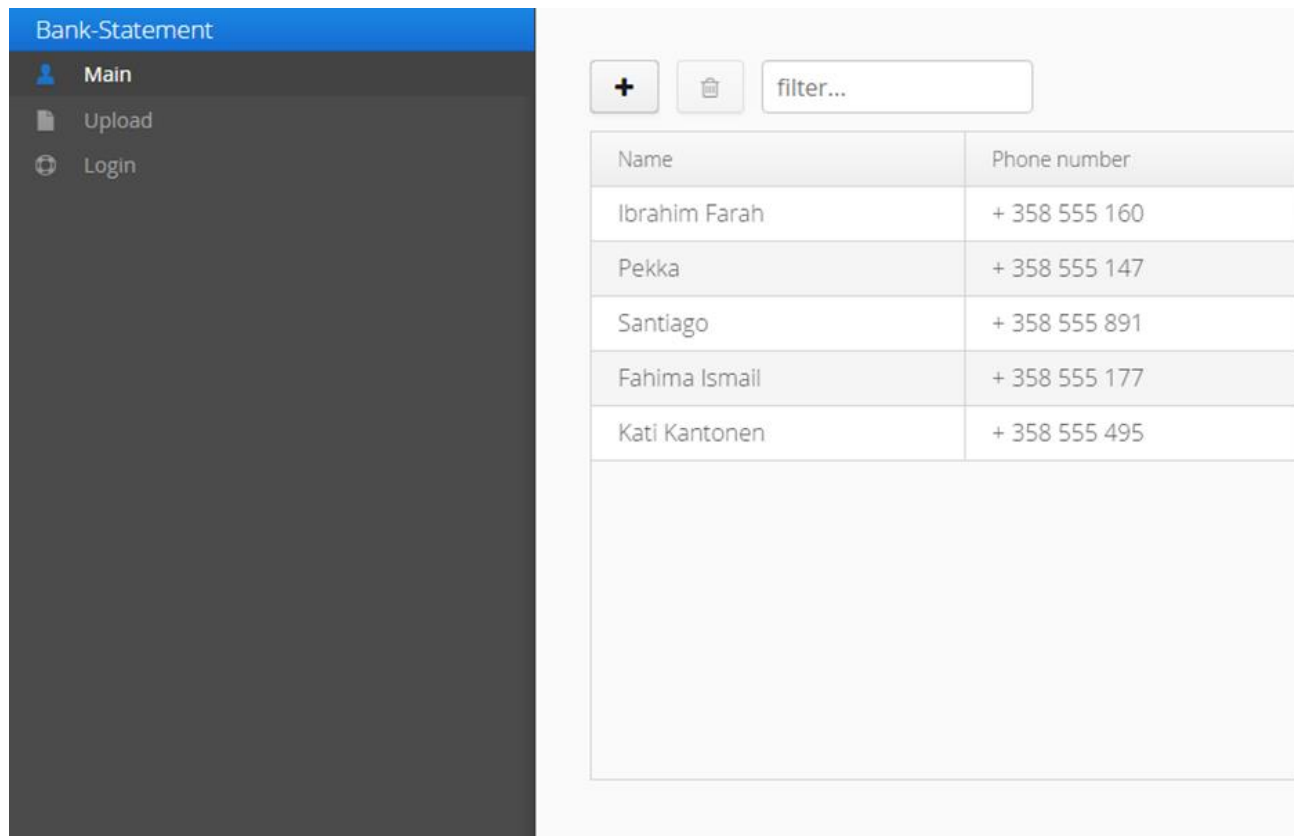 Bank-Statement
Main
Upload
Login
filter...
Name Phone number
Ibrahim Farah + 358 555 160
Pekka + 358 555 147
Santiago + 358 555 891
Fahima Ismail + 358 555 177
Kati Kantonen + 358 555 495